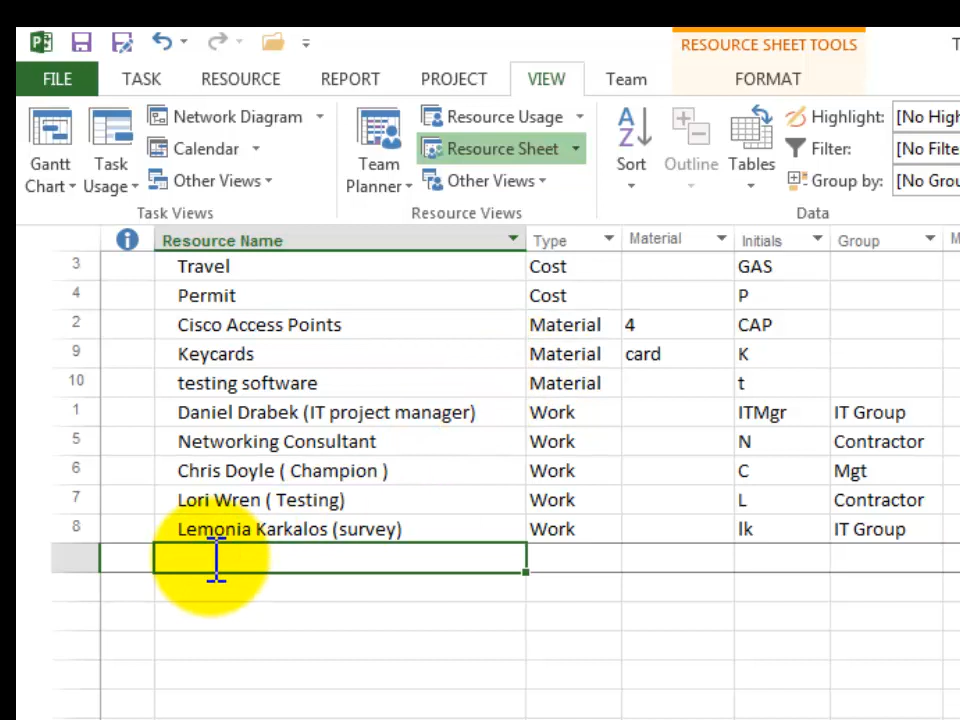 RESOURCE SHEET TOOLS
FILE TASK RESOURCE REPORT PROJECT VIEW Team FORMAT
Gantt Chart
Task Usage
Network Diagram
Calendar
Other Views
Task Views
Team Planner
Resource Usage
Resource Sheet
Other Views
Resource Views
A Z
Sort
Outline
Tables
Highlight: [No High
Filter: [No Filte
Group by: [No Grou
Data
Resource Name Type Material Initials Group M
3 Travel Cost GAS
4 Permit Cost P
2 Cisco Access Points Material 4 CAP
9 Keycards Material card K
10 testing software Material t
1 Daniel Drabek (IT project manager) Work ITMgr IT Group
5 Networking Consultant Work N Contractor
6 Chris Doyle ( Champion ) Work C Mgt
7 Lori Wren ( Testing) Work L Contractor
8 Lemonia Karkalos (survey) Work lk IT Group